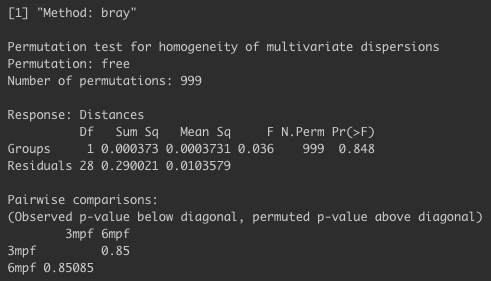 [1] "Method: bray"

Permutation test for homogeneity of multivariate dispersions
Permutation: free
Number of permutations: 999

Response: Distances
          Df   Sum Sq   Mean Sq     F N.Perm Pr(>F)
Groups     1 0.000373 0.0003731 0.036    999  0.848
Residuals 28 0.290021 0.0103579

Pairwise comparisons:
(Observed p-value below diagonal, permuted p-value above diagonal)
        3mpf 6mpf
3mpf         0.85
6mpf 0.85085